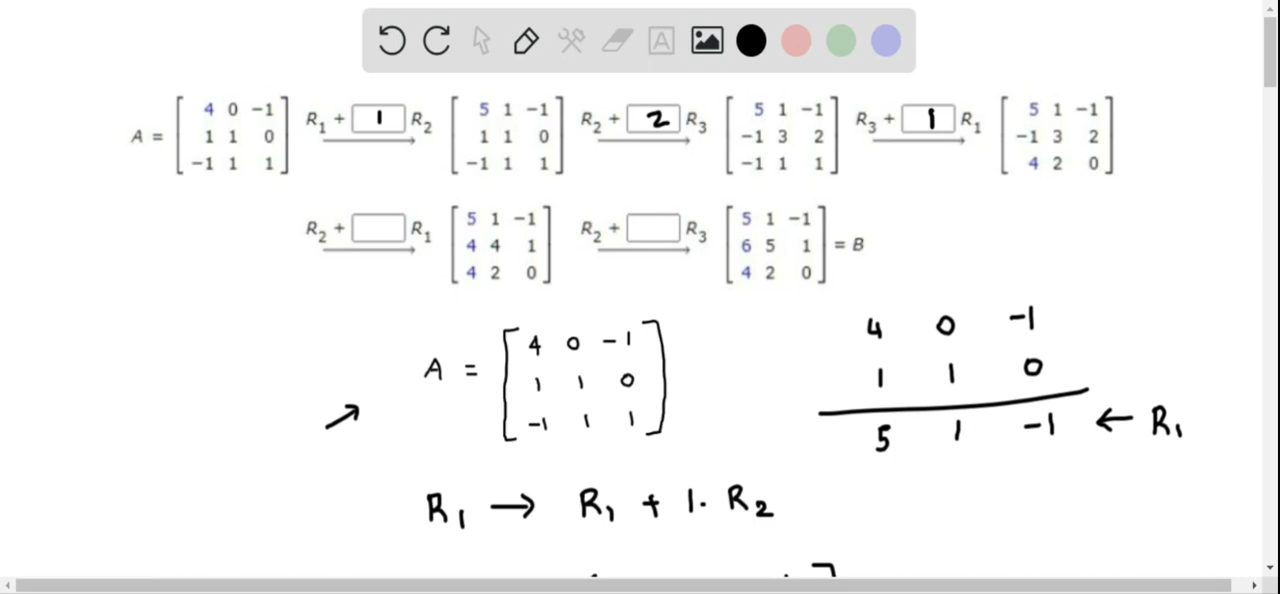 A
A = [ 4 0 -1 ] R1 + 1 R2 [ 5 1 -1 ] R2 + 2 R3 [ 5 1 -1 ] R3 + 1 R1 [ 5 1 -1 ]
[ 1 1 0 ] [ 1 1 0 ] [ -1 3 2 ] [ -1 3 2 ]
[ -1 1 1 ] [ -1 1 1 ] [ -1 1 1 ] [ 4 2 0 ]
R2 + R1 [ 5 1 -1 ] R2 + R3 [ 5 1 -1 ] = B
[ 4 4 1 ] [ 6 5 1 ]
[ 4 2 0 ] [ 4 2 0 ]
A = [ 4 0 -1 ]
[ 1 1 0 ]
[ -1 1 1 ]
4 0 -1
1 1 0
5 1 -1 ← R1
R1 → R1 + 1. R2